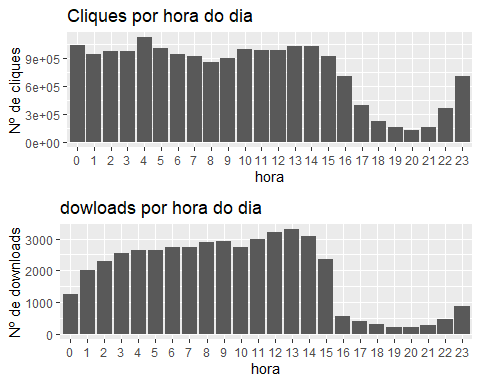 Cliques por hora do dia
Nº de cliques
9e+05
6e+05
3e+05
0e+00
0 1 2 3 4 5 6 7 8 9 10 11 12 13 14 15 16 17 18 19 20 21 22 23
hora
dowloads por hora do dia
Nº de downloads
3000
2000
1000
0
0 1 2 3 4 5 6 7 8 9 10 11 12 13 14 15 16 17 18 19 20 21 22 23
hora